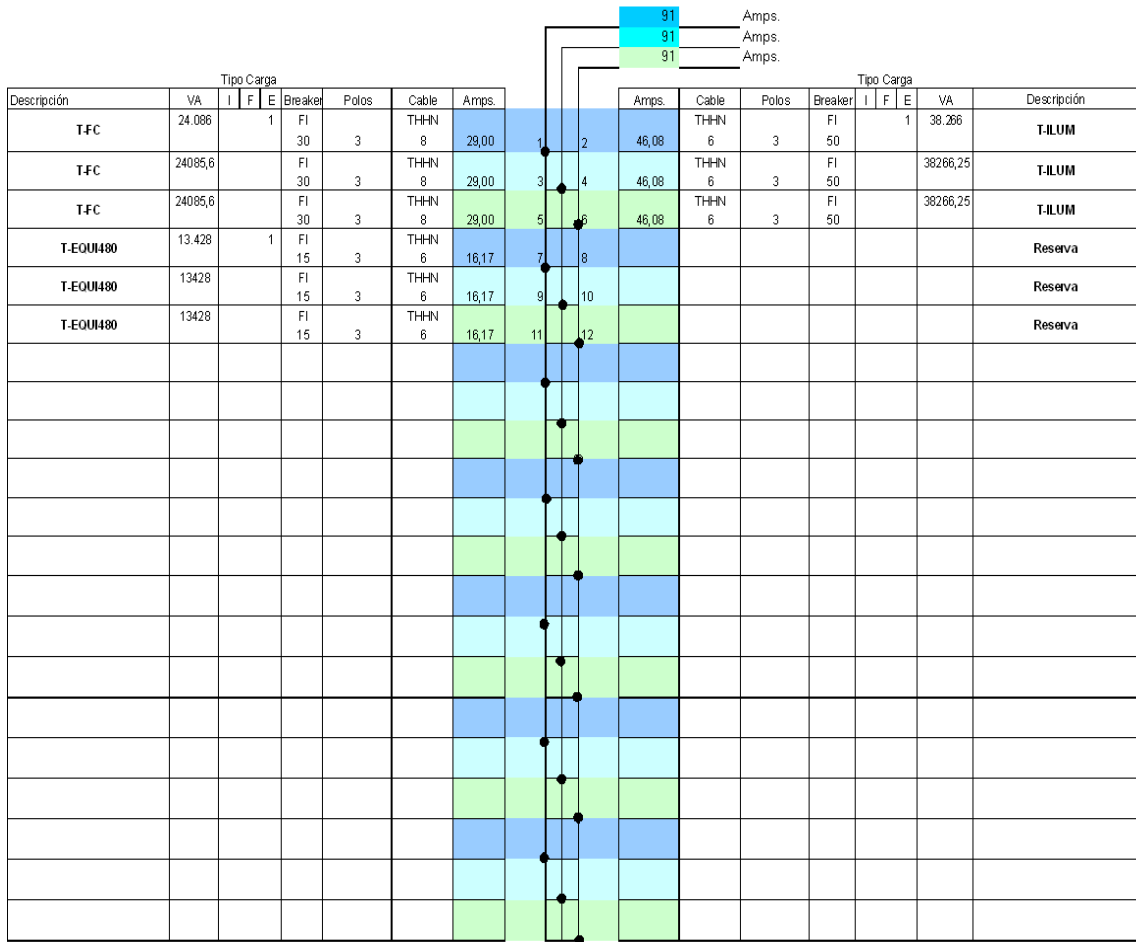 91 Amps.
91 Amps.
91 Amps.
Tipo Carga Tipo Carga
Descripción VA I F E Breaker Polos Cable Amps. Amps. Cable Polos Breaker I F E VA Descripción
T-FC 24.086 1 FI THHN THHN FI 1 38.266 T-ILUM
30 3 8 29,00 1 2 46,08 6 3 50
T-FC 24085,6 FI THHN THHN FI 38266,25 T-ILUM
30 3 8 29,00 3 4 46,08 6 3 50
T-FC 24085,6 FI THHN THHN FI 38266,25 T-ILUM
30 3 8 29,00 5 6 46,08 6 3 50
T-EQUI480 13.428 1 FI THHN Reserva
15 3 6 16,17 7 8
T-EQUI480 13428 FI THHN Reserva
15 3 6 16,17 9 10
T-EQUI480 13428 FI THHN Reserva
15 3 6 16,17 11 12